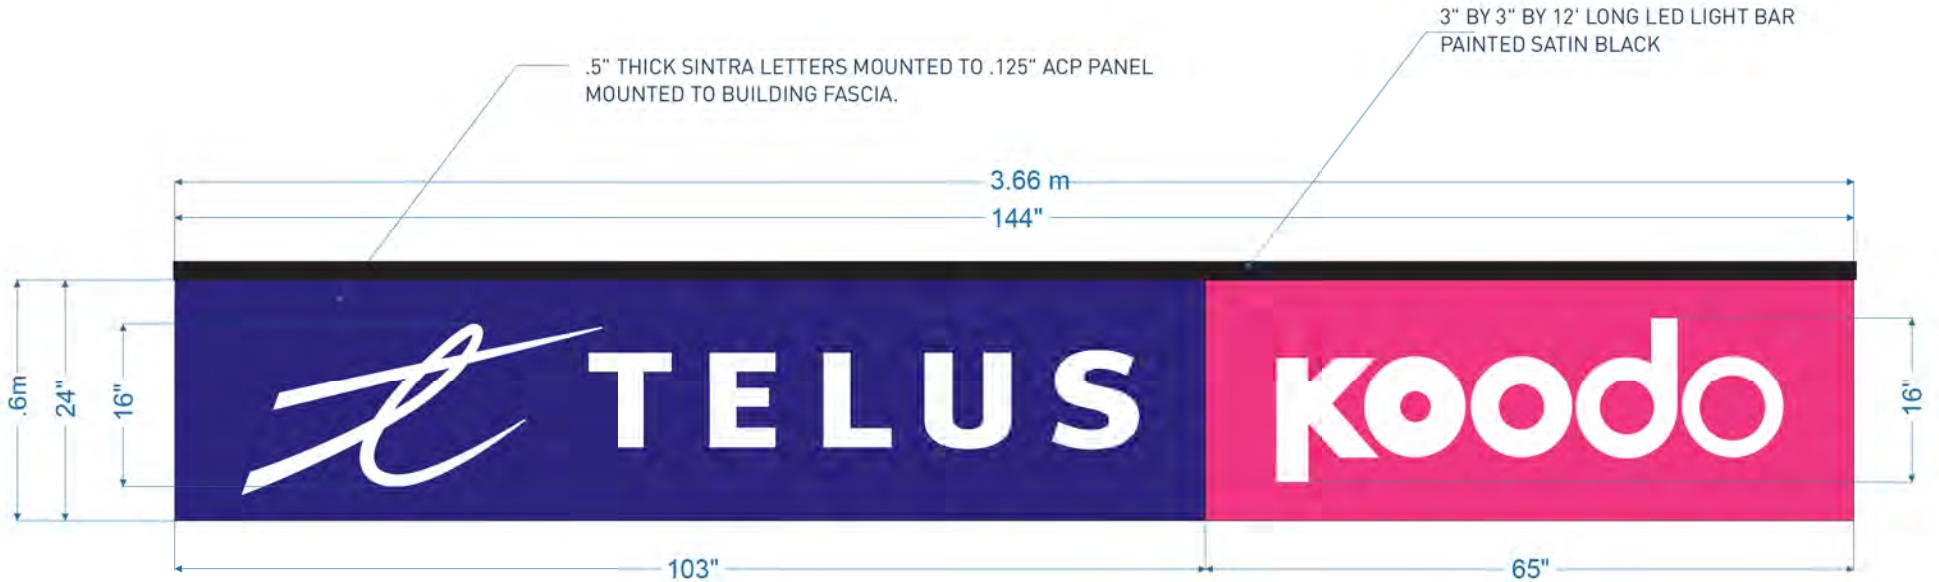 3" BY 3" BY 12' LONG LED LIGHT BAR
PAINTED SATIN BLACK
.5" THICK SINTRA LETTERS MOUNTED TO .125" ACP PANEL
MOUNTED TO BUILDING FASCIA.
3.66 m
144"
.6m
24"
16"
TELUS
koodo
16"
103"
65"